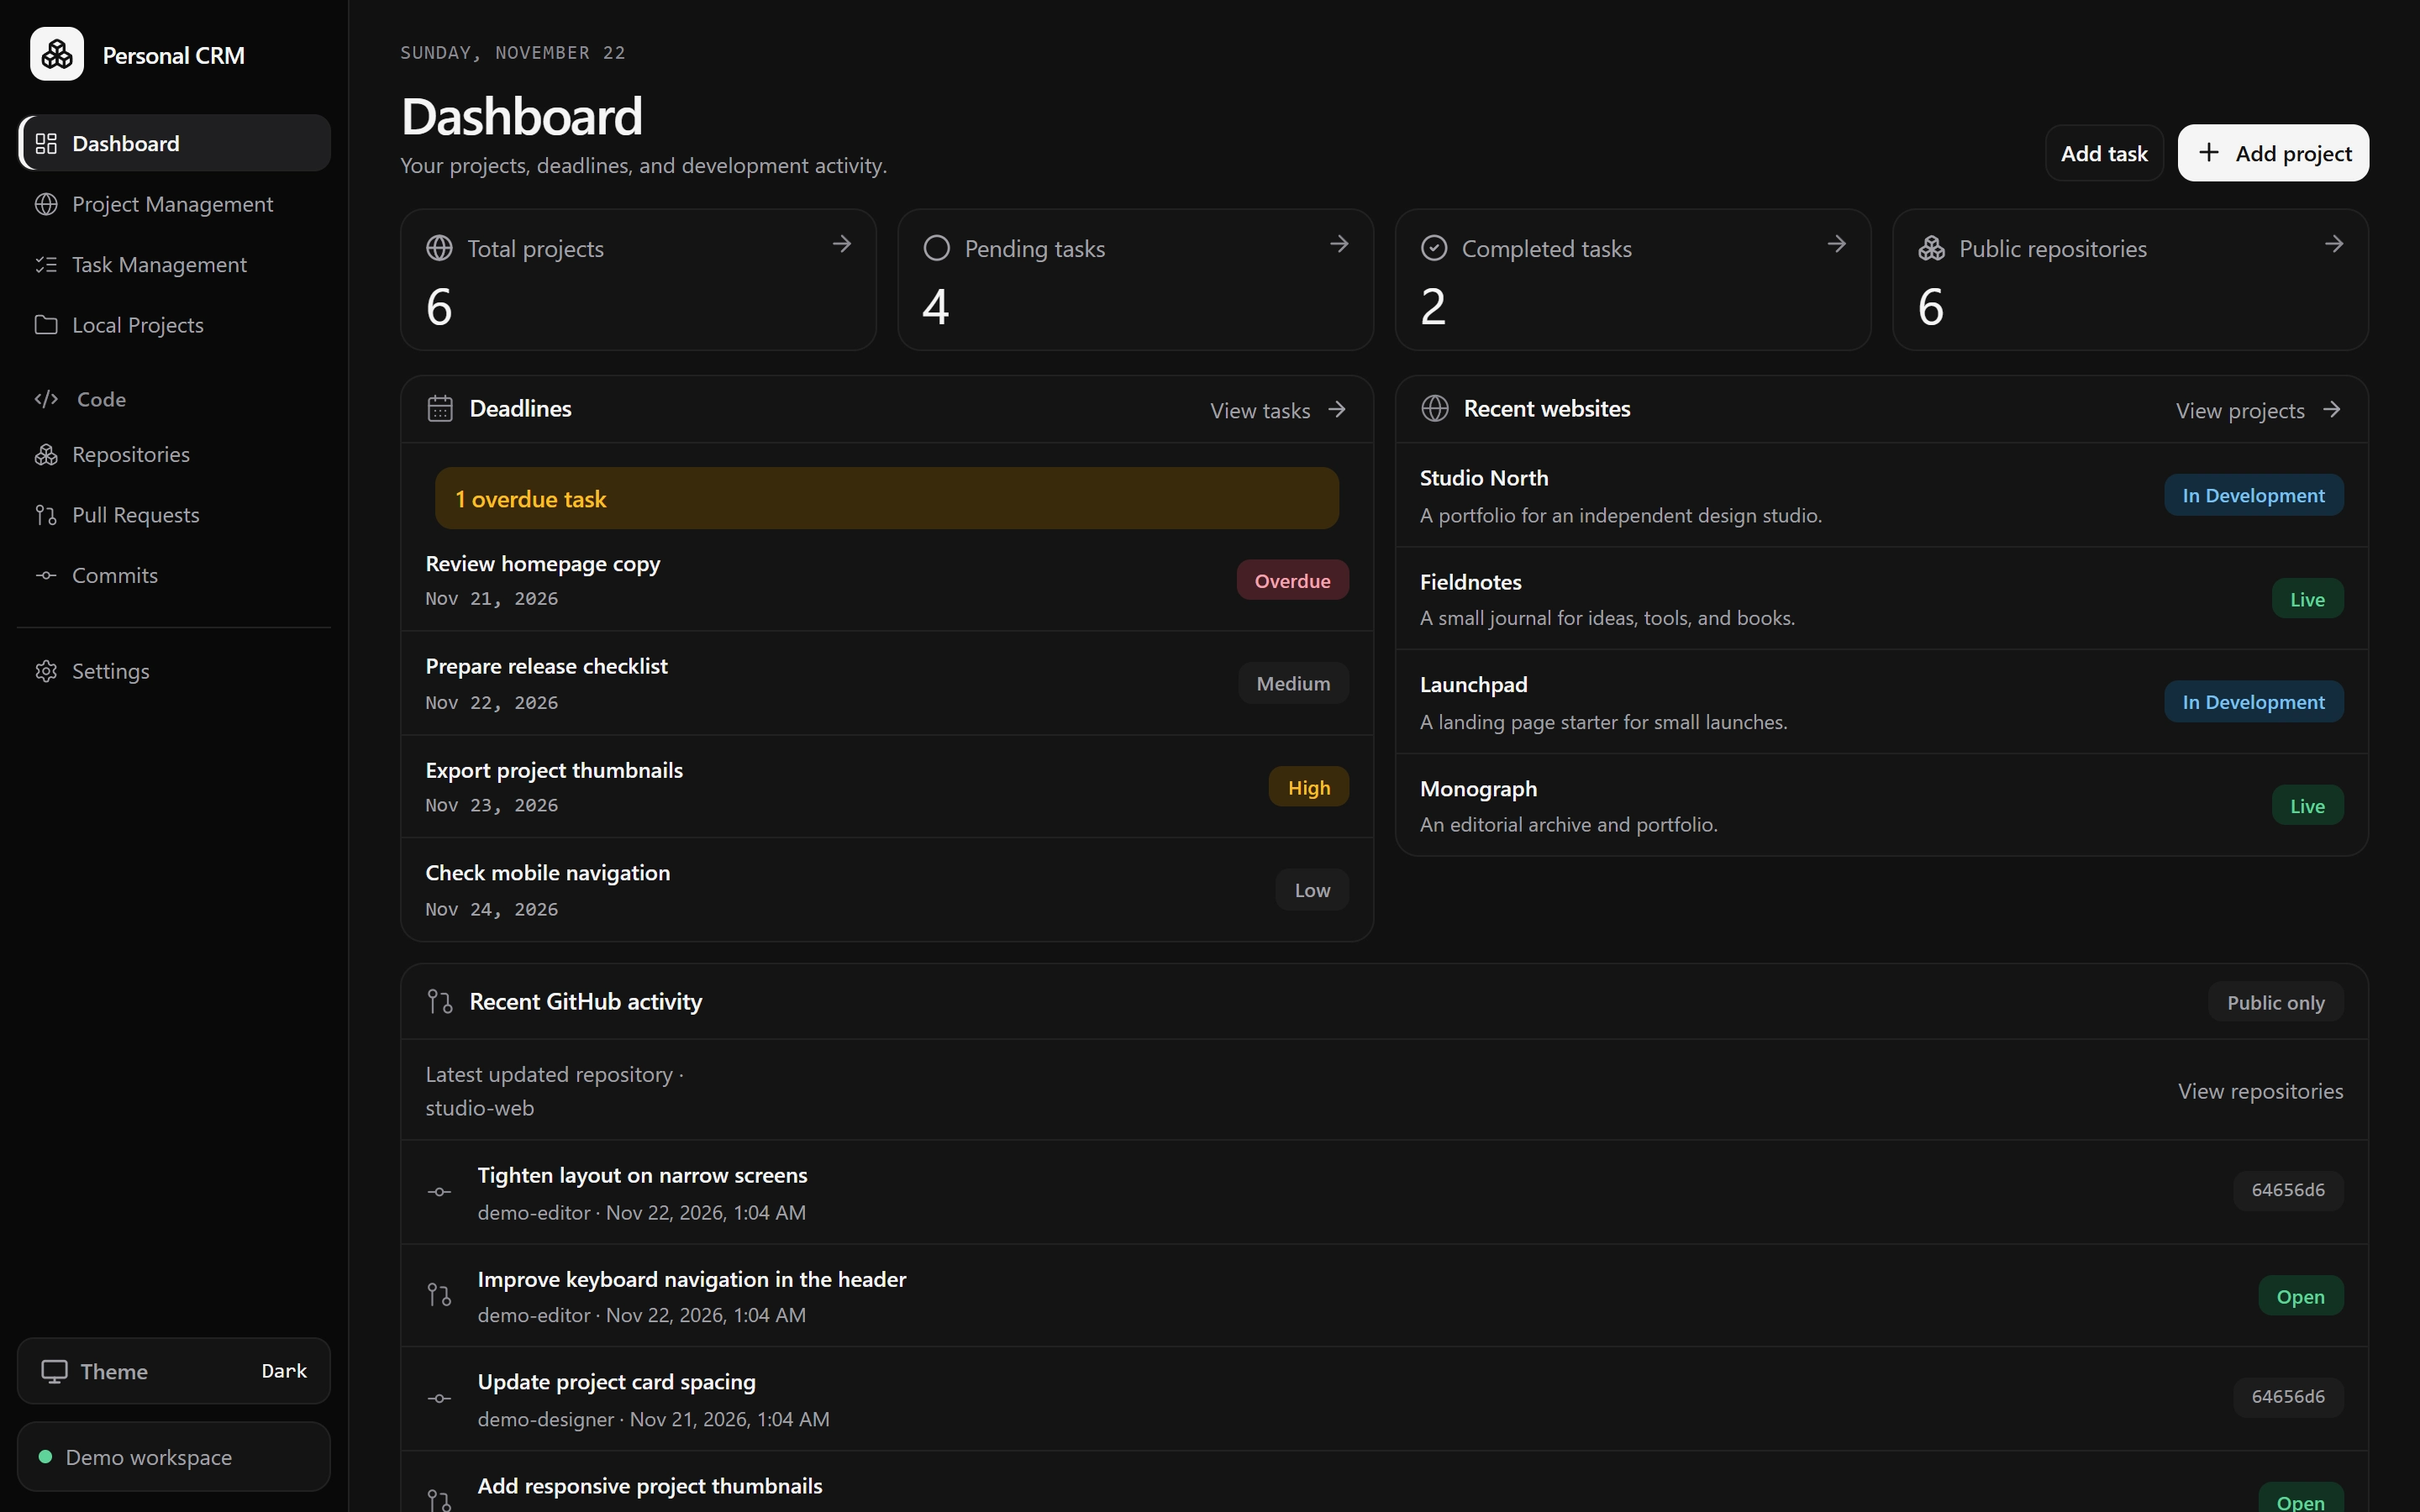 Personal CRM
Dashboard
Project Management
Task Management
Local Projects
Code
Repositories
Pull Requests
Commits
Settings
Theme
Dark
Demo workspace
SUNDAY, NOVEMBER 22
Dashboard
Your projects, deadlines, and development activity.
Add task
Add project
Total projects
6
Pending tasks
4
Completed tasks
2
Public repositories
6
Deadlines
View tasks
1 overdue task
Review homepage copy
Nov 21, 2026
Overdue
Prepare release checklist
Nov 22, 2026
Medium
Export project thumbnails
Nov 23, 2026
High
Check mobile navigation
Nov 24, 2026
Low
Recent websites
View projects
Studio North
A portfolio for an independent design studio.
In Development
Fieldnotes
A small journal for ideas, tools, and books.
Live
Launchpad
A landing page starter for small launches.
In Development
Monograph
An editorial archive and portfolio.
Live
Recent GitHub activity
Public only
Latest updated repository ·
studio-web
View repositories
Tighten layout on narrow screens
demo-editor · Nov 22, 2026, 1:04 AM
64656d6
Improve keyboard navigation in the header
demo-editor · Nov 22, 2026, 1:04 AM
Open
Update project card spacing
demo-designer · Nov 21, 2026, 1:04 AM
64656d6
Add responsive project thumbnails
Open